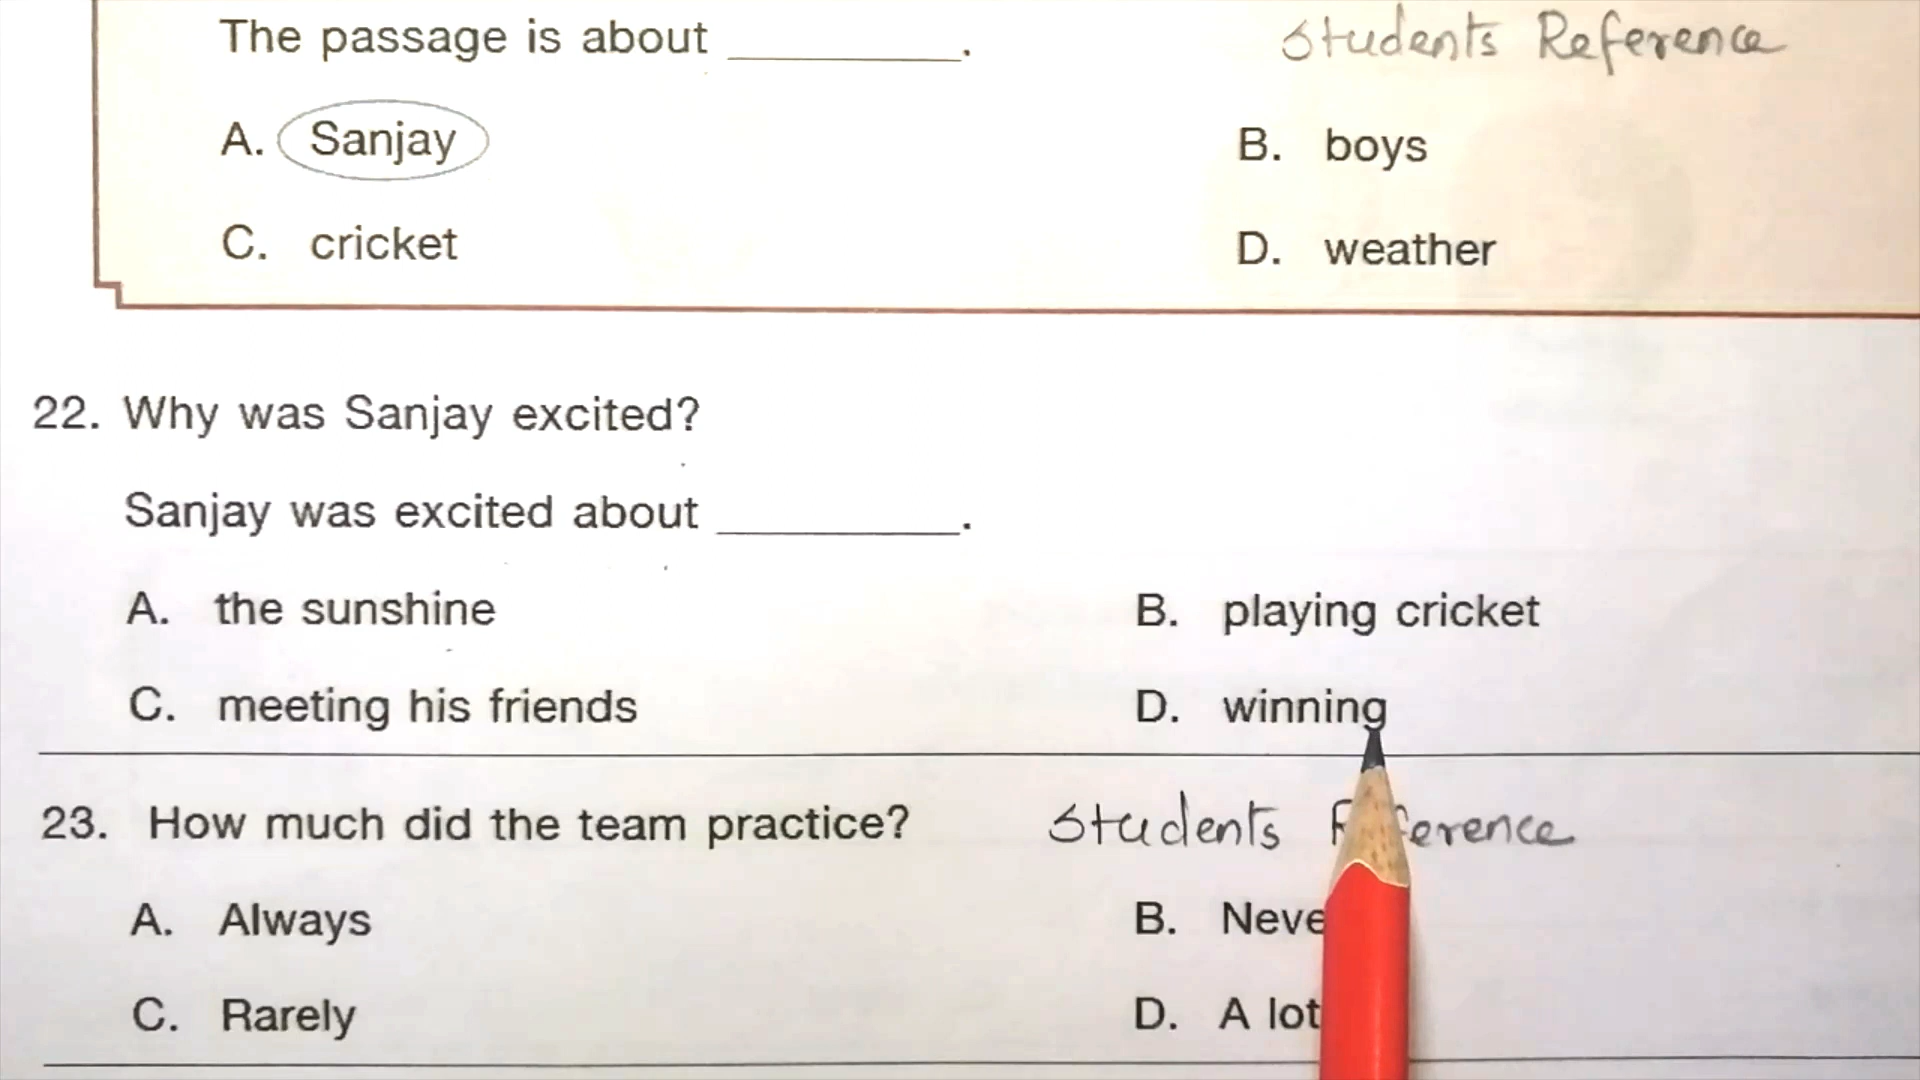 The passage is about ________. Students Reference
A. Sanjay B. boys
C. cricket D. weather
22. Why was Sanjay excited?
Sanjay was excited about ________.
A. the sunshine B. playing cricket
C. meeting his friends D. winning
23. How much did the team practice? Students
A. Always B.
C. Rarely D. A lot